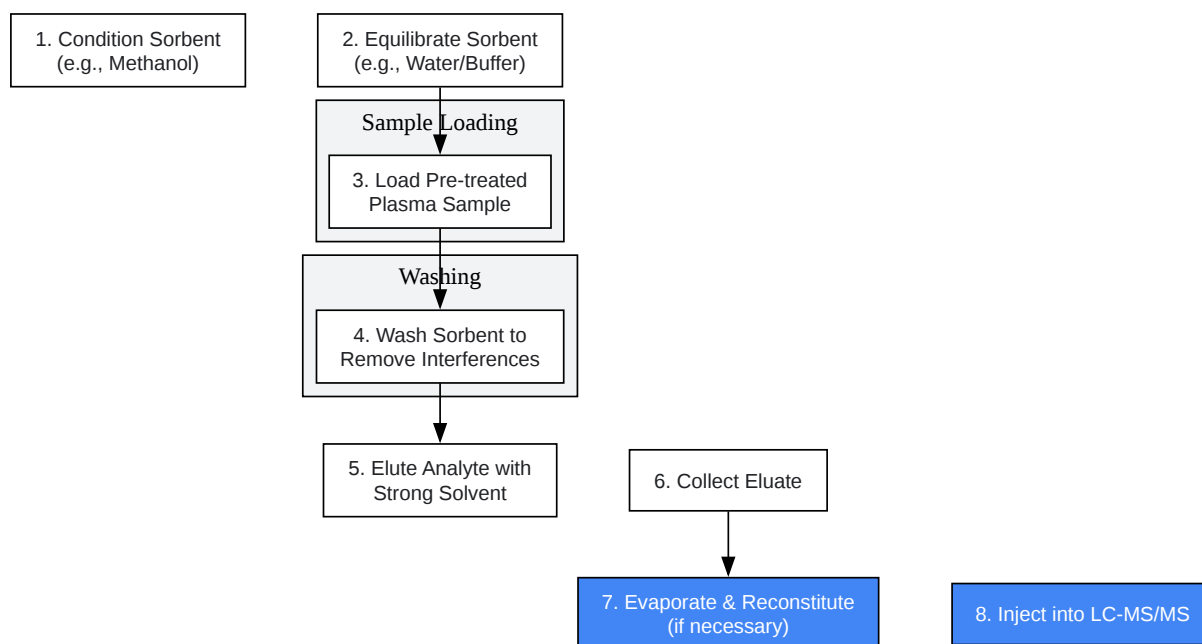 1. Condition Sorbent
(e.g., Methanol)
2. Equilibrate Sorbent
(e.g., Water/Buffer)
Sample Loading
3. Load Pre-treated
Plasma Sample
Washing
4. Wash Sorbent to
Remove Interferences
5. Elute Analyte with
Strong Solvent
6. Collect Eluate
7. Evaporate & Reconstitute
(if necessary)
8. Inject into LC-MS/MS